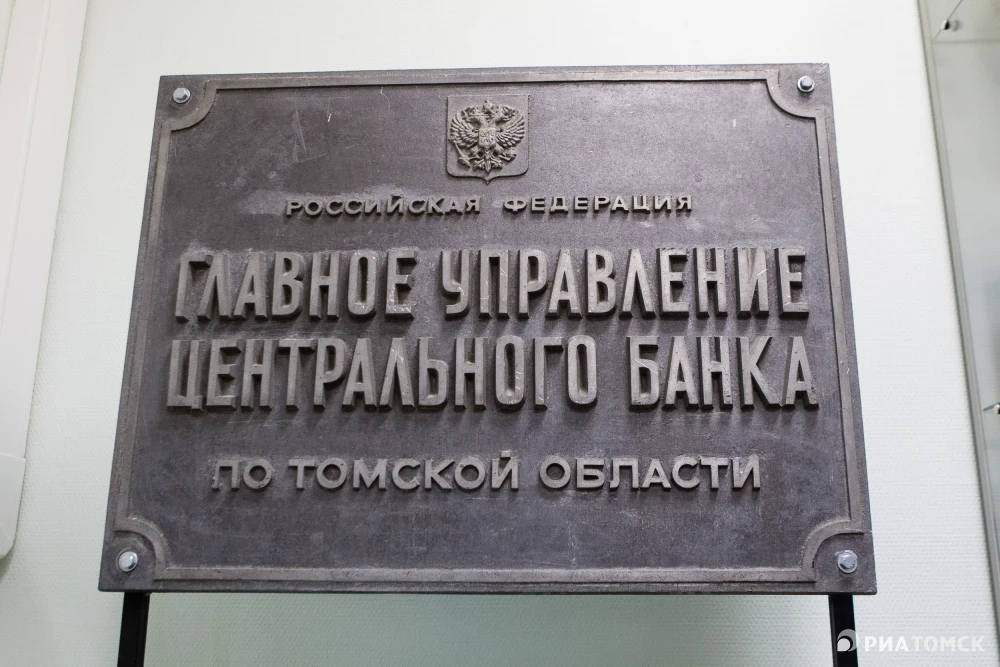 РОССИЙСКАЯ ФЕДЕРАЦИЯ
ГЛАВНОЕ УПРАВЛЕНИЕ
ЦЕНТРАЛЬНОГО БАНКА
ПО ТОМСКОЙ ОБЛАСТИ
РИАТОМСК